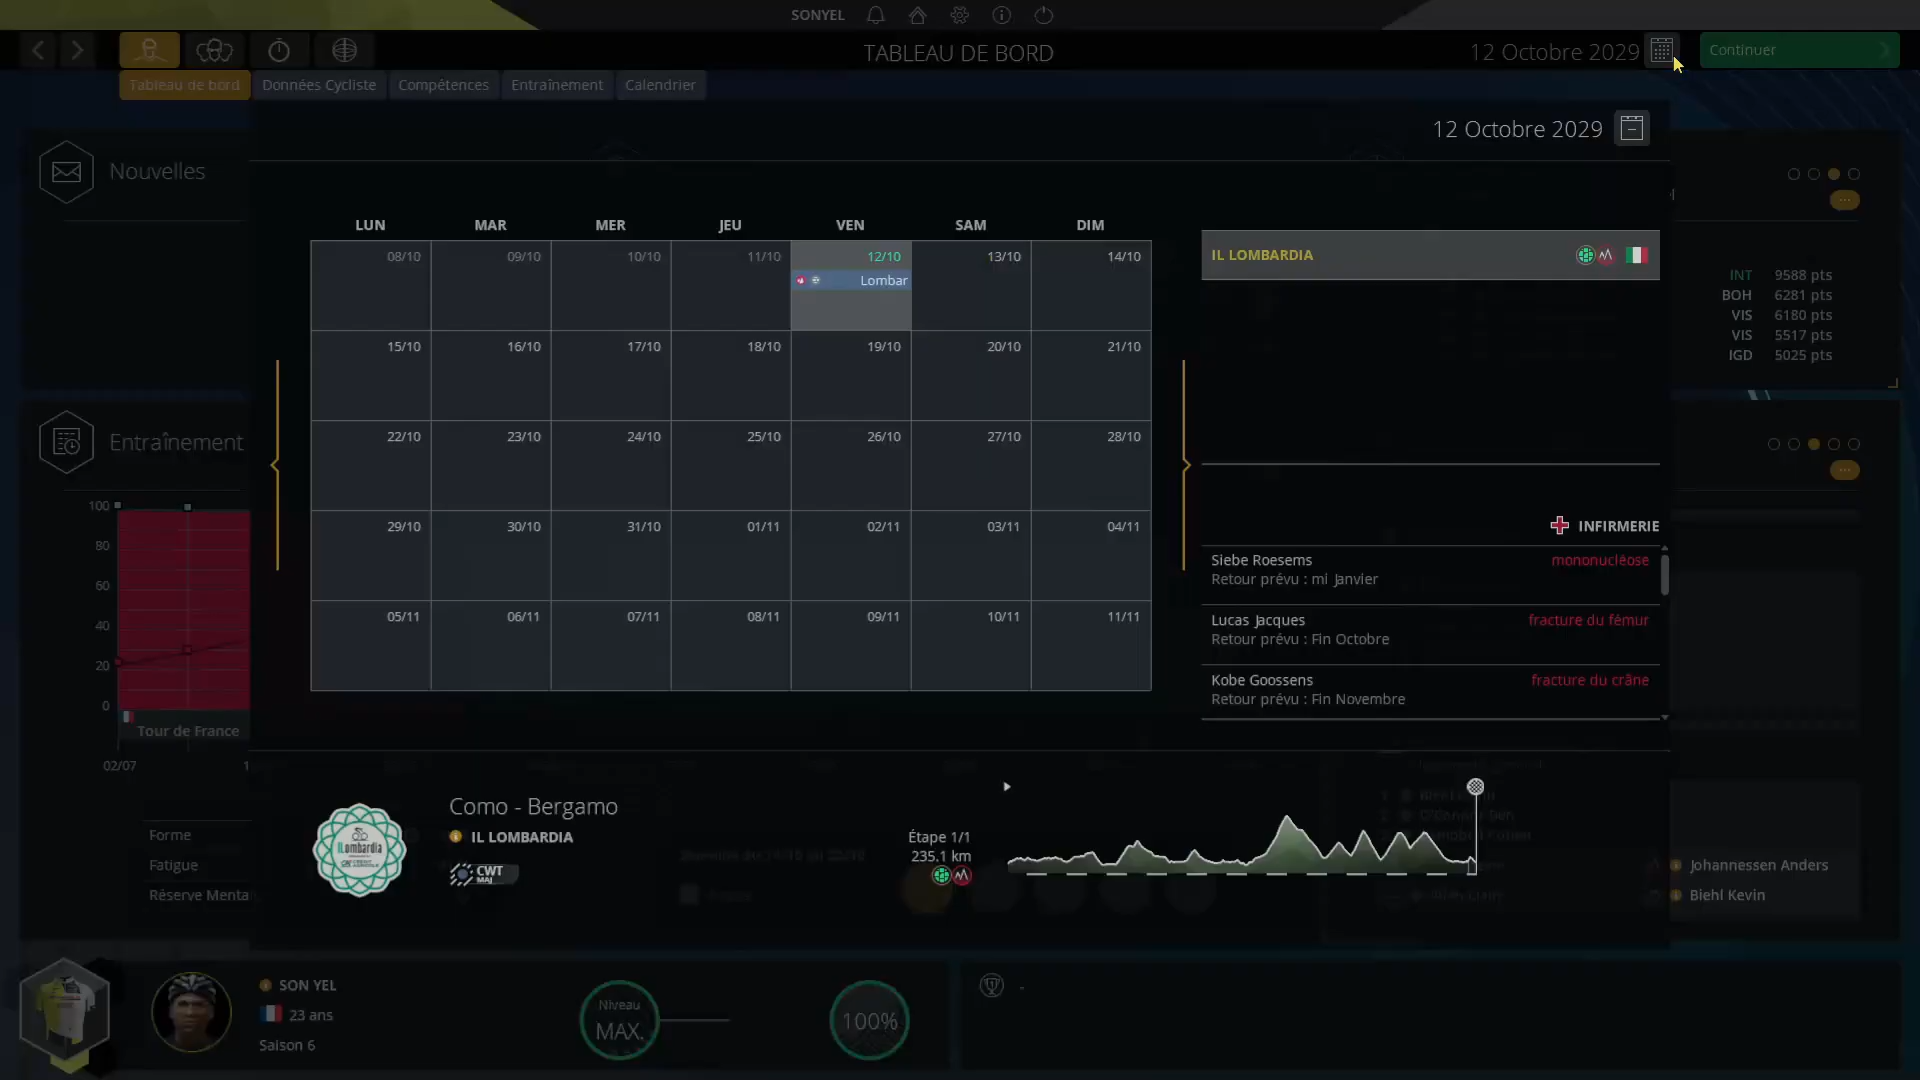 SONYEL
TABLEAU DE BORD
12 Octobre 2029
Continuer
Tableau de bord
Données Cycliste
Compétences
Entraînement
Calendrier
12 Octobre 2029
Nouvelles
LUN MAR MER JEU VEN SAM DIM
08/10 09/10 10/10 11/10 12/10 13/10 14/10
Lombar
15/10 16/10 17/10 18/10 19/10 20/10 21/10
22/10 23/10 24/10 25/10 26/10 27/10 28/10
29/10 30/10 31/10 01/11 02/11 03/11 04/11
05/11 06/11 07/11 08/11 09/11 10/11 11/11
IL LOMBARDIA
INT 9588 pts
BOH 6281 pts
VIS 6180 pts
VIS 5517 pts
IGD 5025 pts
INFIRMERIE
Siebe Roesems mononucléose
Retour prévu : mi Janvier
Lucas Jacques fracture du fémur
Retour prévu : Fin Octobre
Kobe Goossens fracture du crâne
Retour prévu : Fin Novembre
Entraînement
100
80
60
40
20
0
Tour de France
02/07
Forme
Fatigue
Réserve Menta
Como - Bergamo
IL LOMBARDIA
CWT
MAJ
Il Lombardia
Étape 1/1
235.1 km
Johannessen Anders
Biehl Kevin
SON YEL
23 ans
Saison 6
Niveau
MAX.
100%
-